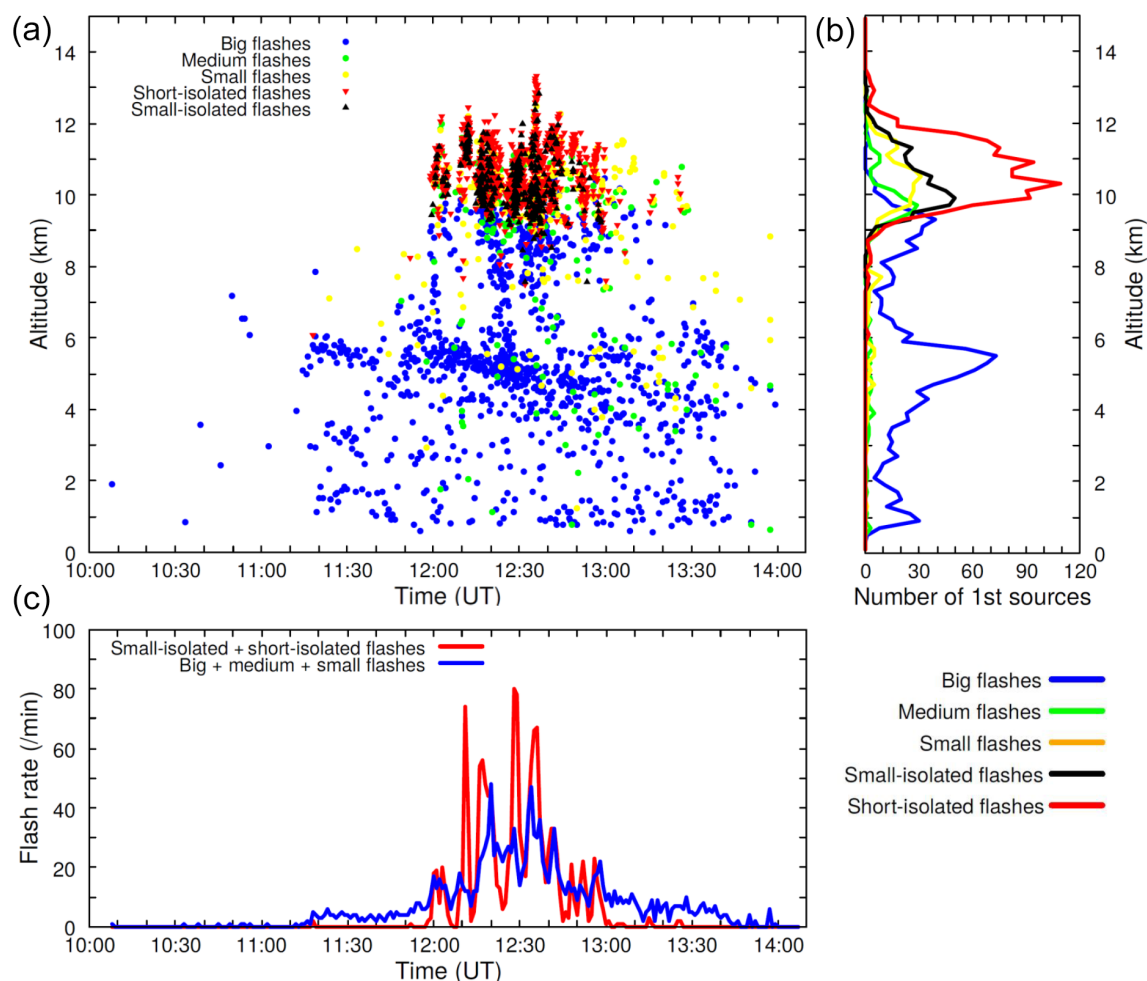 (a)
Big flashes
Medium flashes
Small flashes
Short-isolated flashes
Small-isolated flashes
14
12
10
8
6
4
2
0
Altitude (km)
10:00 10:30 11:00 11:30 12:00 12:30 13:00 13:30 14:00
Time (UT)
(b)
14
12
10
8
6
4
2
0
Altitude (km)
0 30 60 90 120
Number of 1st sources
(c)
Small-isolated + short-isolated flashes
Big + medium + small flashes
100
80
60
40
20
0
Flash rate (/min)
10:00 10:30 11:00 11:30 12:00 12:30 13:00 13:30 14:00
Time (UT)
Big flashes
Medium flashes
Small flashes
Small-isolated flashes
Short-isolated flashes